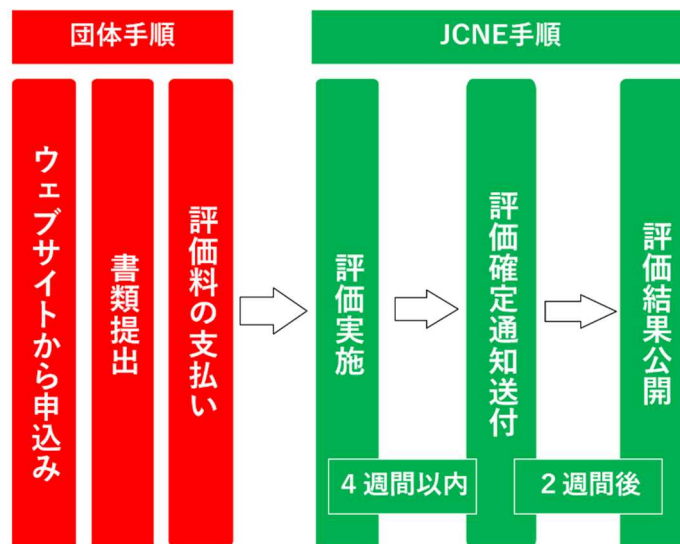 団体手順
JCNE手順
ウェブサイトから申込み
書類提出
評価料の支払い
評価実施
評価確定通知送付
評価結果公開
4週間以内
2週間後